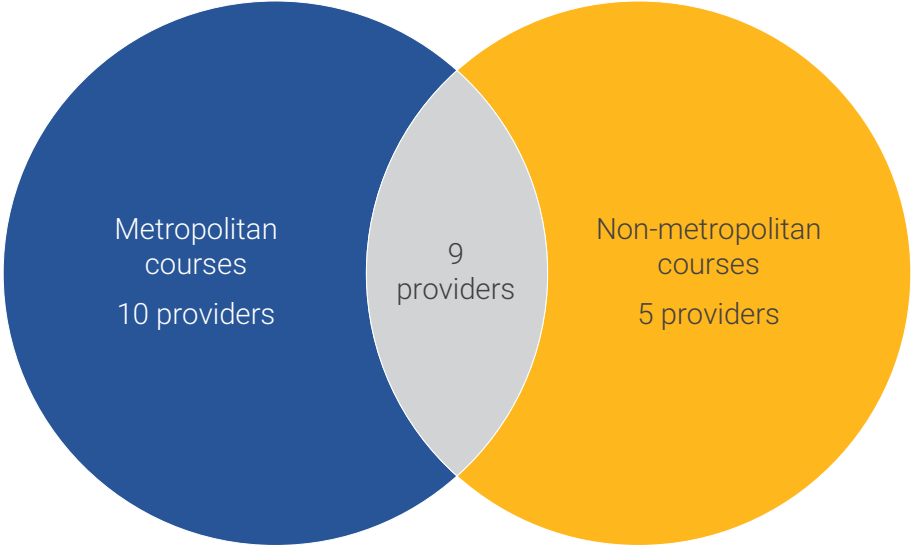 Metropolitan
courses
10 providers
9
providers
Non-metropolitan
courses
5 providers